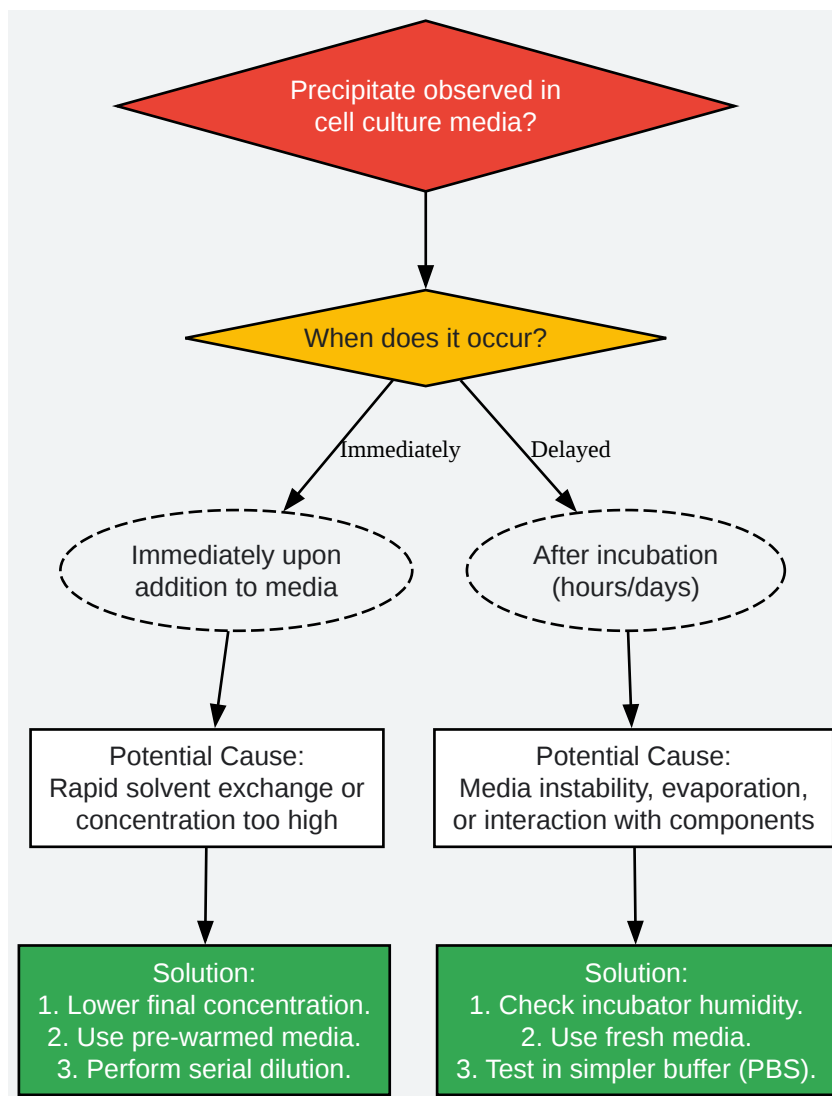 Precipitate observed in
cell culture media?
When does it occur?
Immediately
Delayed
Immediately upon
addition to media
After incubation
(hours/days)
Potential Cause:
Rapid solvent exchange or
concentration too high
Potential Cause:
Media instability, evaporation,
or interaction with components
Solution:
1. Lower final concentration.
2. Use pre-warmed media.
3. Perform serial dilution.
Solution:
1. Check incubator humidity.
2. Use fresh media.
3. Test in simpler buffer (PBS).